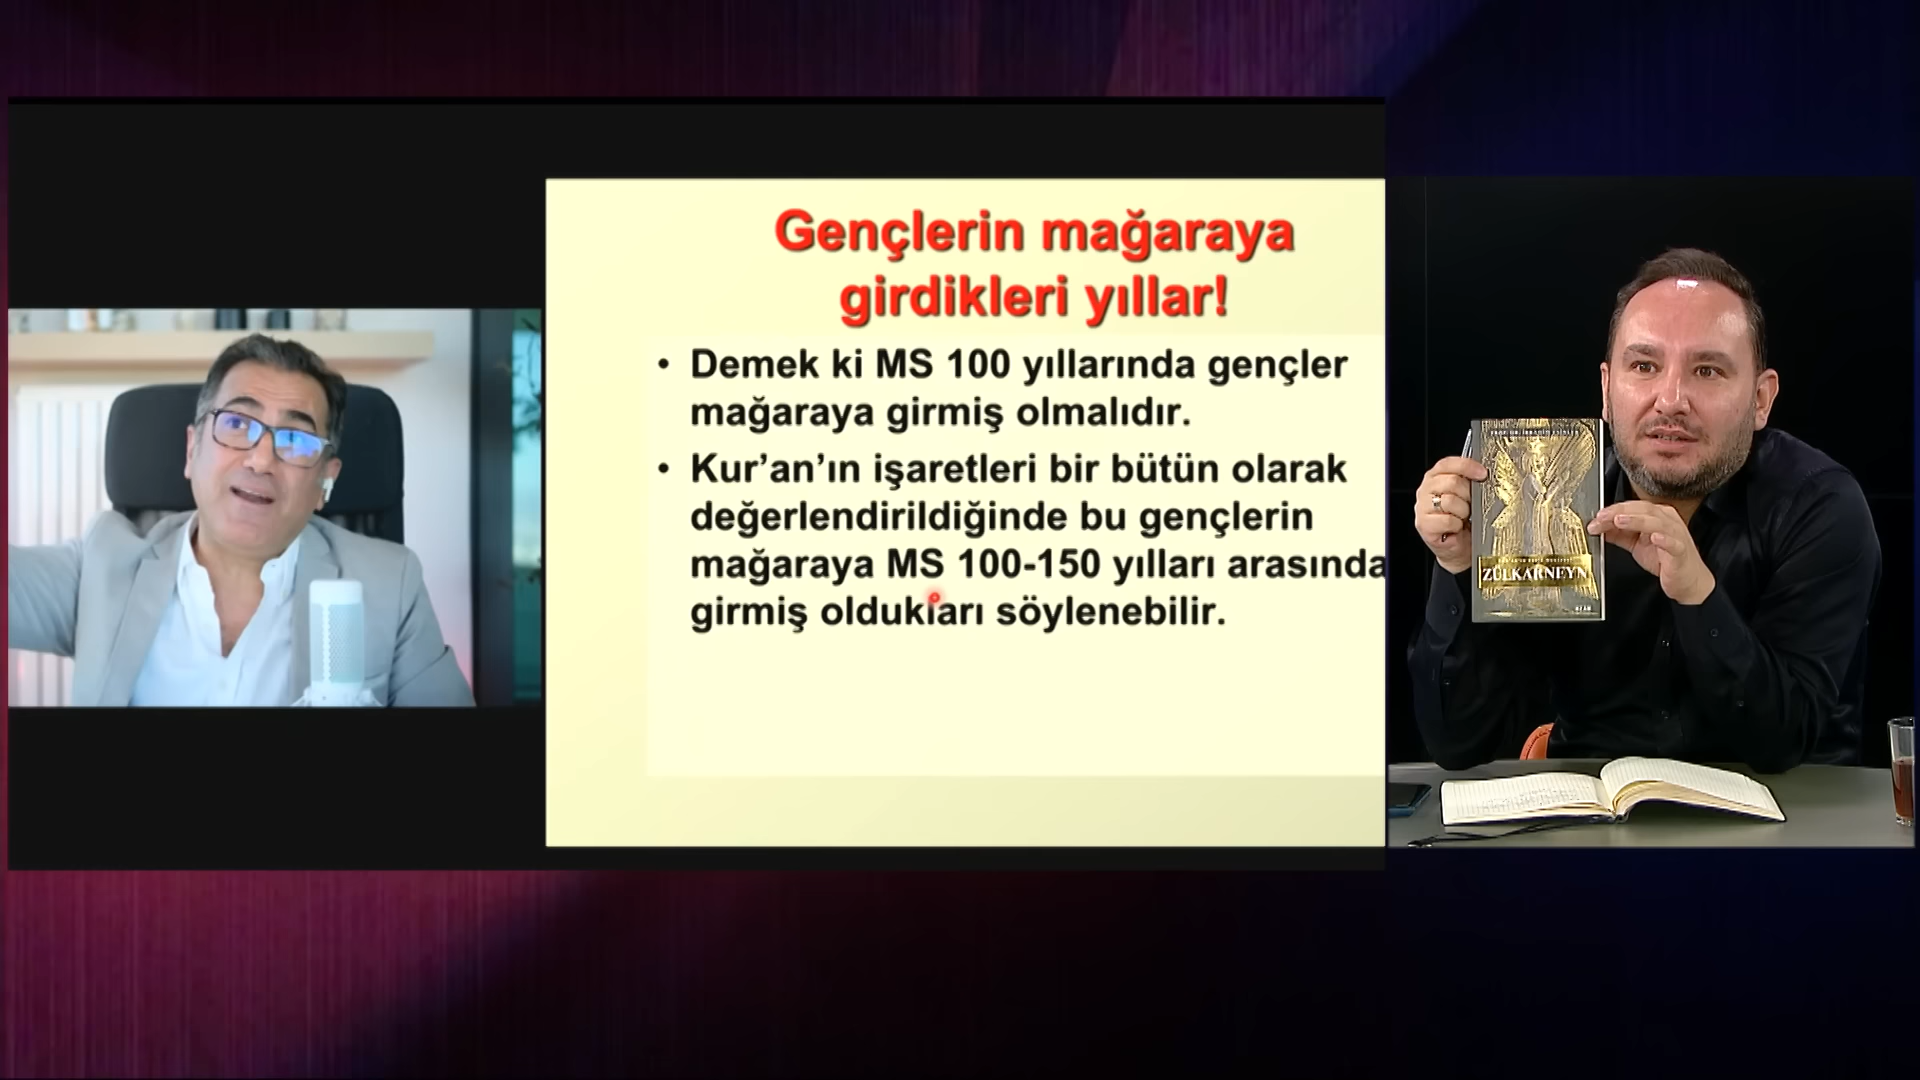 Gençlerin mağaraya
girdikleri yıllar!
• Demek ki MS 100 yıllarında gençler
mağaraya girmiş olmalıdır.
• Kur’an’ın işaretleri bir bütün olarak
değerlendirildiğinde bu gençlerin
mağaraya MS 100-150 yılları arasında
girmiş oldukları söylenebilir.
ZÜLKARNEYN